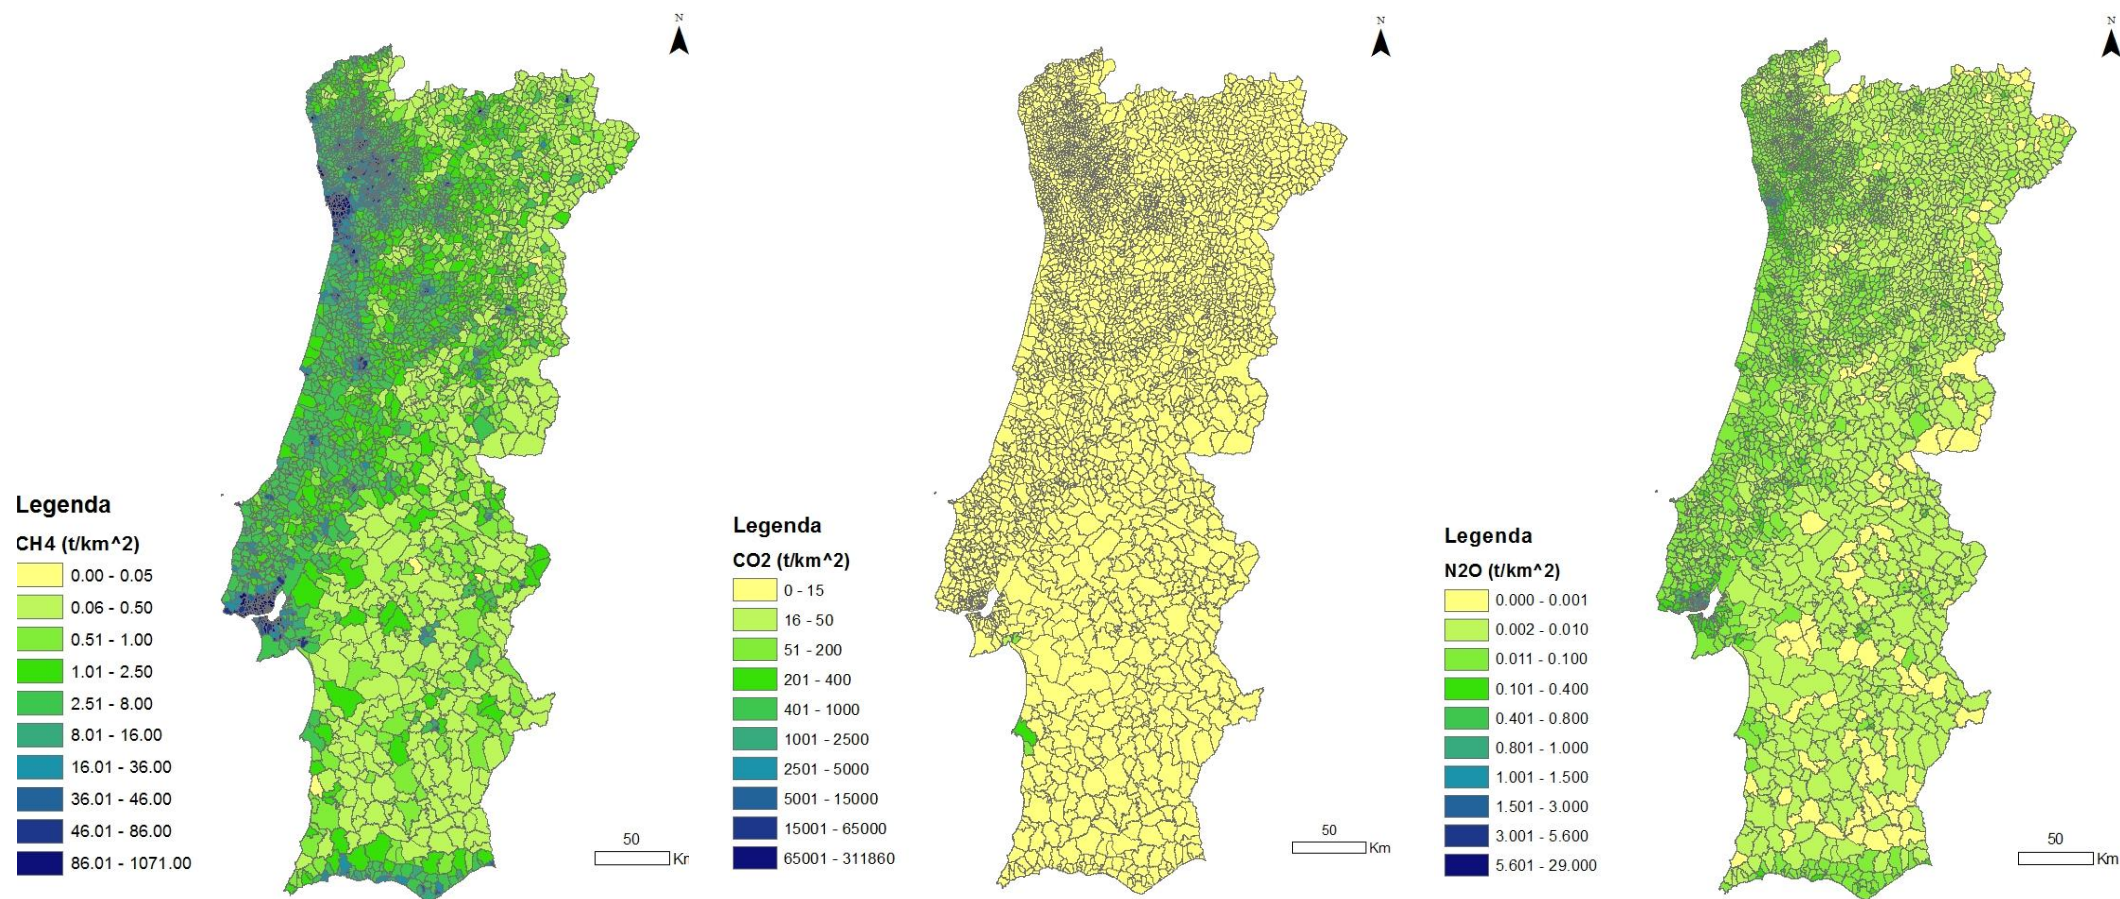 N
Legenda
CH4 (t/km^2)
0.00 - 0.05
0.06 - 0.50
0.51 - 1.00
1.01 - 2.50
2.51 - 8.00
8.01 - 16.00
16.01 - 36.00
36.01 - 46.00
46.01 - 86.00
86.01 - 1071.00
50
Km
N
Legenda
CO2 (t/km^2)
0 - 15
16 - 50
51 - 200
201 - 400
401 - 1000
1001 - 2500
2501 - 5000
5001 - 15000
15001 - 65000
65001 - 311860
50
Km
N
Legenda
N2O (t/km^2)
0.000 - 0.001
0.002 - 0.010
0.011 - 0.100
0.101 - 0.400
0.401 - 0.800
0.801 - 1.000
1.001 - 1.500
1.501 - 3.000
3.001 - 5.600
5.601 - 29.000
50
Km